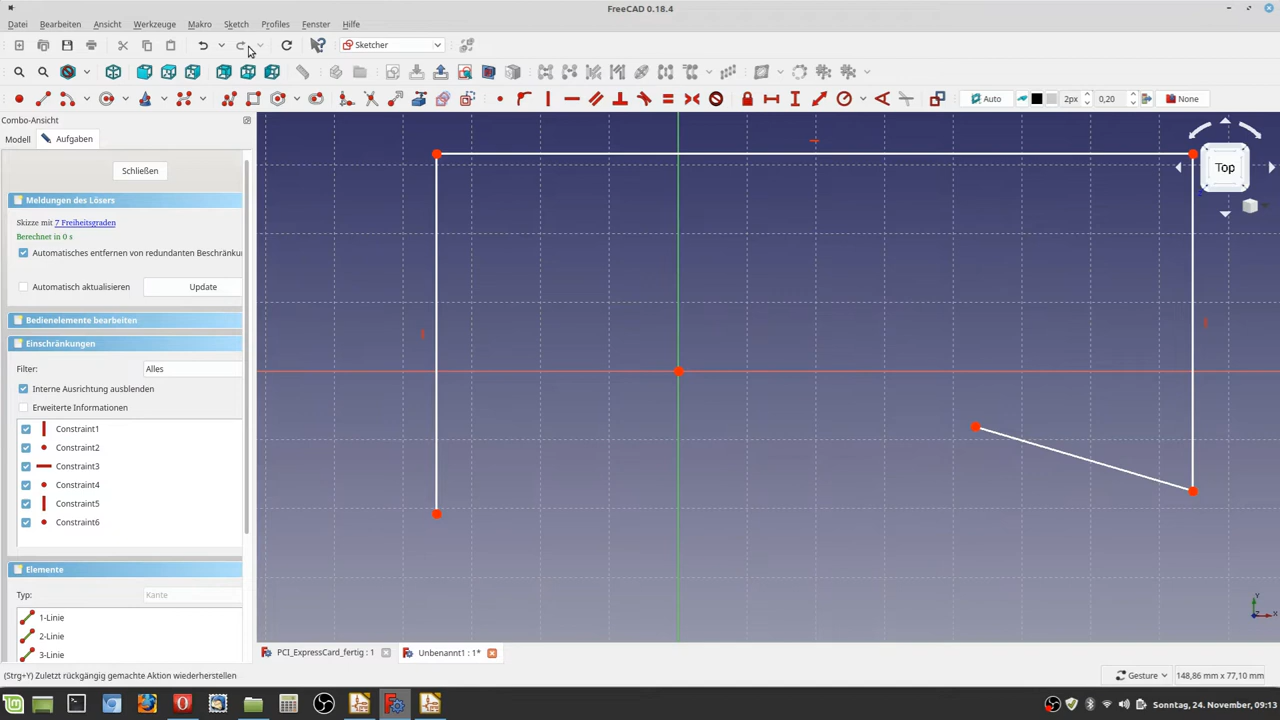 FreeCAD 0.18.4
Datei Bearbeiten Ansicht Werkzeuge Makro Sketch Profiles Fenster Hilfe
Sketcher
Auto 2px 0,20 None
Combo-Ansicht
Modell Aufgaben
Schließen
Meldungen des Lösers
Skizze mit 7 Freiheitsgraden
Berechnet in 0 s
Automatisches entfernen von redundanten Beschränku
Automatisch aktualisieren Update
Bedienelemente bearbeiten
Einschränkungen
Filter: Alles
Interne Ausrichtung ausblenden
Erweiterte Informationen
Constraint1
Constraint2
Constraint3
Constraint4
Constraint5
Constraint6
Elemente
Typ: Kante
1-Linie
2-Linie
3-Linie
Top
Y
Z X
PCI_ExpressCard_fertig : 1 Unbenannt1 : 1*
(Strg+Y) Zuletzt rückgängig gemachte Aktion wiederherstellen
Gesture 148,86 mm x 77,10 mm
Sonntag, 24. November, 09:13